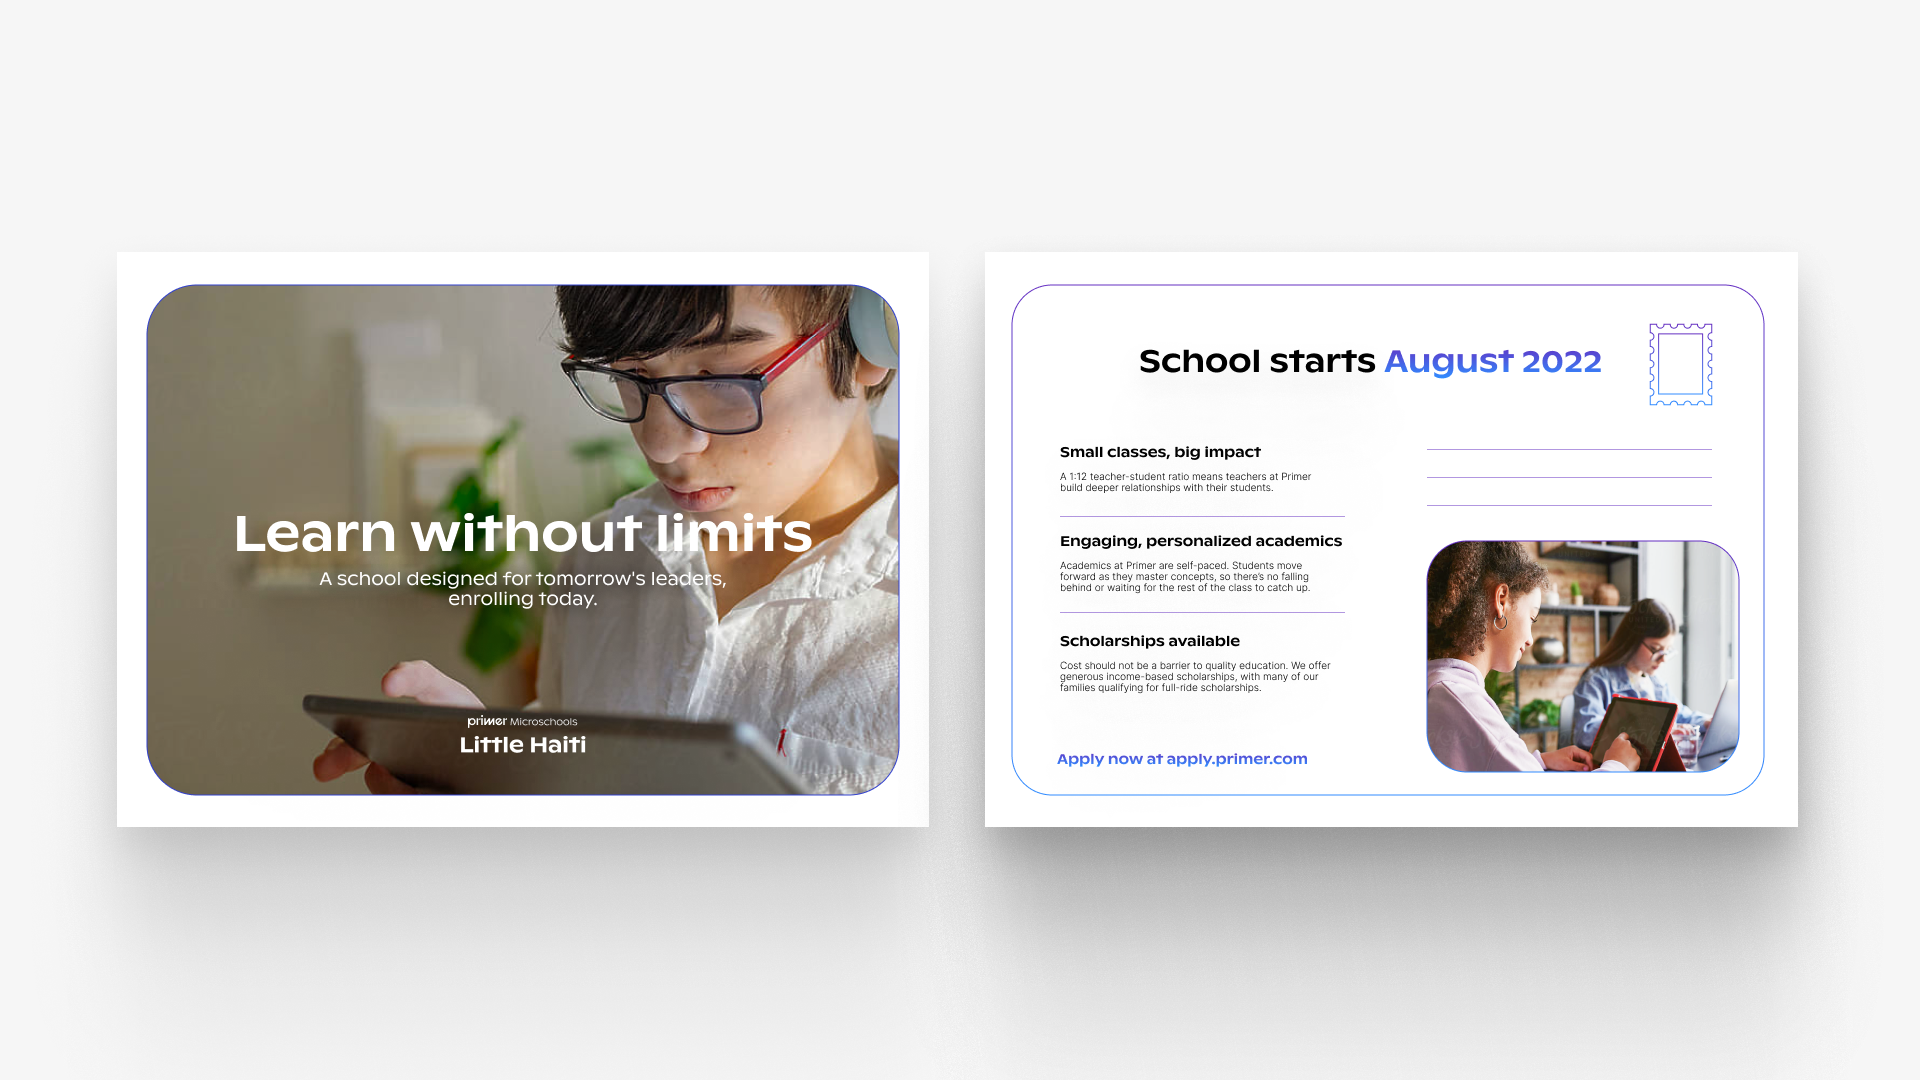 Learn without limits
A school designed for tomorrow's leaders,
enrolling today.
primer Microschools
Little Haiti
School starts August 2022
Small classes, big impact
A 1:12 teacher-student ratio means teachers at Primer
build deeper relationships with their students.
Engaging, personalized academics
Academics at Primer are self-paced. Students move
forward as they master concepts, so there's no falling
behind or waiting for the rest of the class to catch up.
Scholarships available
Cost should not be a barrier to quality education. We offer
generous income-based scholarships, with many of our
families qualifying for full-ride scholarships.
Apply now at apply.primer.com